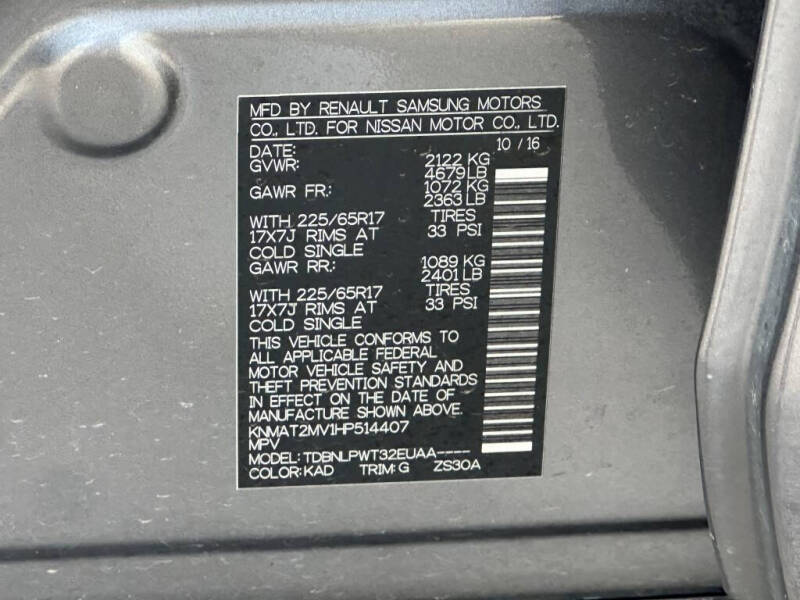 MFD BY RENAULT SAMSUNG MOTORS
CO., LTD. FOR NISSAN MOTOR CO., LTD.
DATE: 10 / 16
GVWR: 2122 KG
4679LB
GAWR FR: 1072 KG
2363 LB
WITH 225/65R17 TIRES
17X7J RIMS AT 33 PSI
COLD SINGLE
GAWR RR: 1089 KG
2401 LB
WITH 225/65R17 TIRES
17X7J RIMS AT 33 PSI
COLD SINGLE
THIS VEHICLE CONFORMS TO
ALL APPLICABLE FEDERAL
MOTOR VEHICLE SAFETY AND
THEFT PREVENTION STANDARDS
IN EFFECT ON THE DATE OF
MANUFACTURE SHOWN ABOVE.
KNMAT2MV1HP514407
MPV
MODEL: TDBNLPWT32EUAA----
COLOR: KAD TRIM: G ZS30A